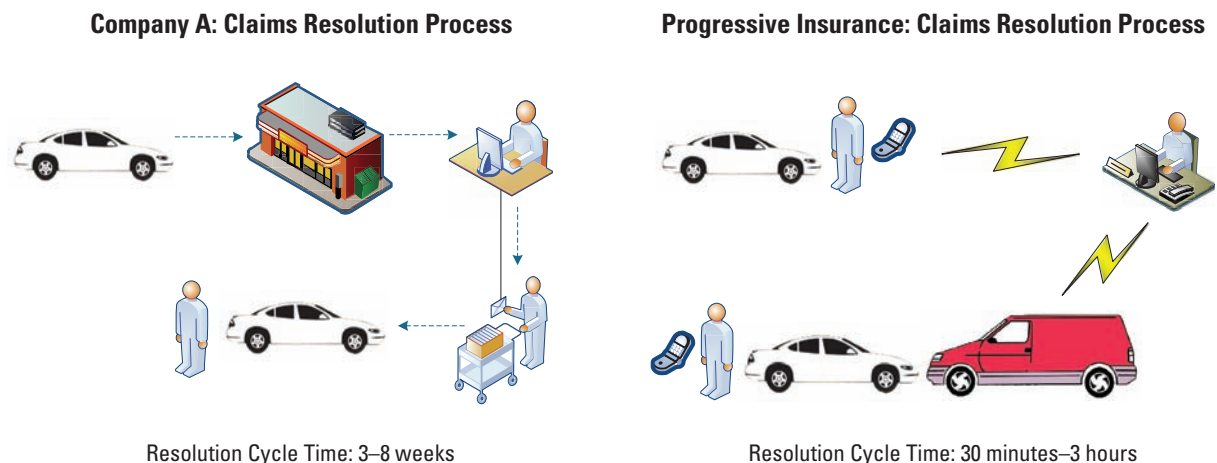 Company A: Claims Resolution Process
Progressive Insurance: Claims Resolution Process
Resolution Cycle Time: 3–8 weeks
Resolution Cycle Time: 30 minutes–3 hours